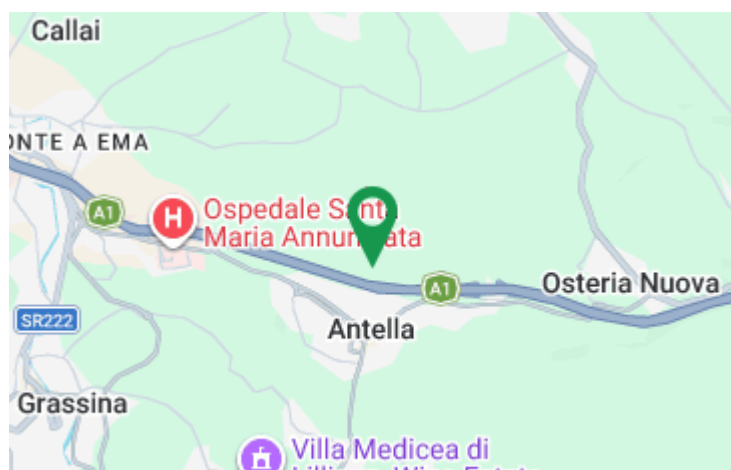 Callai
ONTE A EMA
A1
H
Ospedale Santa
Maria Annunziata
A1
Osteria Nuova
SR222
Antella
Grassina
Villa Medicea di